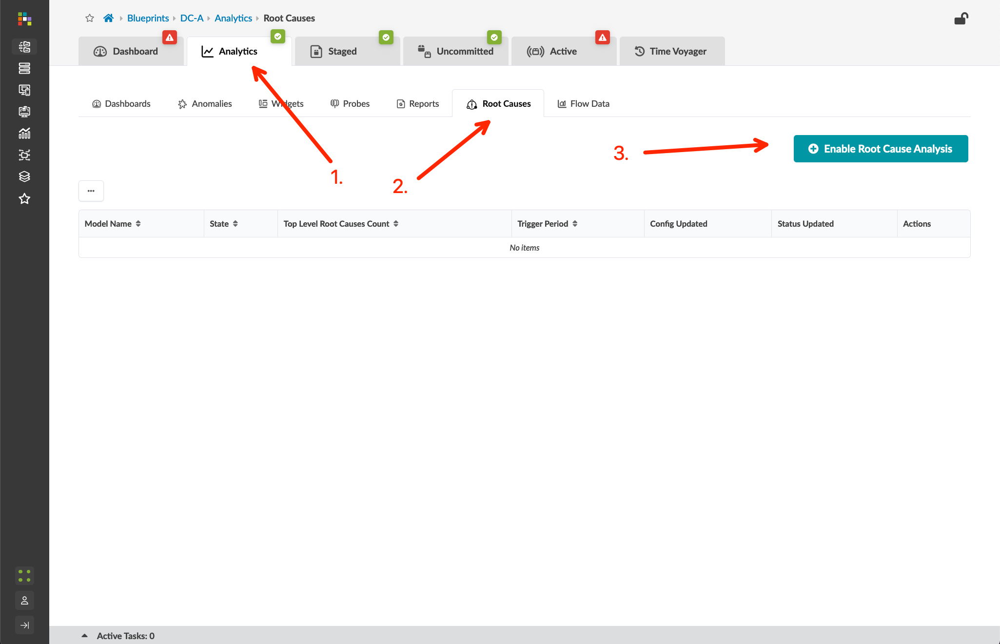 Blueprints DC-A Analytics Root Causes
Dashboard Analytics Staged Uncommitted Active Time Voyager
Dashboards Anomalies Widgets Probes Reports Root Causes Flow Data
Enable Root Cause Analysis
1. 2. 3.
...
Model Name State Top Level Root Causes Count Trigger Period Config Updated Status Updated Actions
No items
Active Tasks: 0